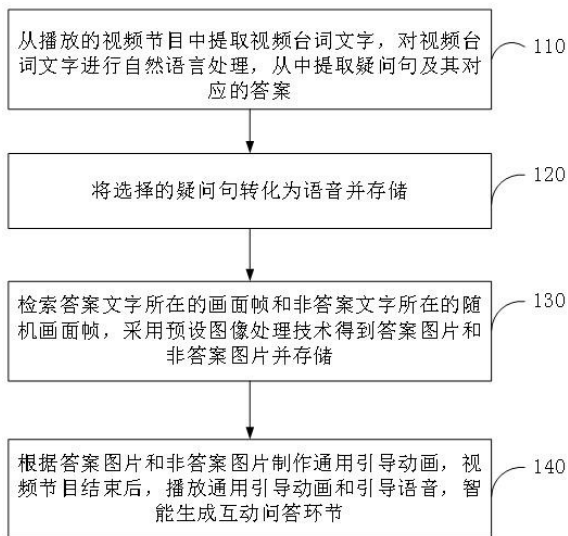 从播放的视频节目中提取视频台词文字，对视频台
词文字进行自然语言处理，从中提取疑问句及其对
应的答案
110
将选择的疑问句转化为语音并存储
120
检索答案文字所在的画面帧和非答案文字所在的随
机画面帧，采用预设图像处理技术得到答案图片和
非答案图片并存储
130
根据答案图片和非答案图片制作通用引导动画，视
频节目结束后，播放通用引导动画和引导语音，智
能生成互动问答环节
140